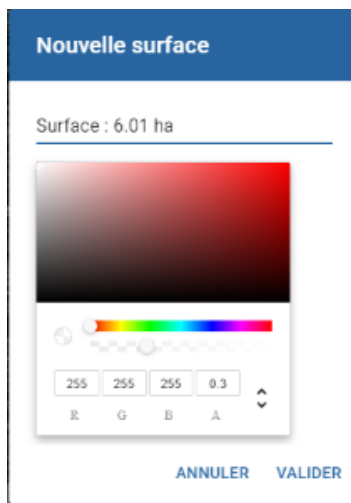 Nouvelle surface
Surface : 6.01 ha
255 255 255 0.3
R G B A
ANNULER VALIDER